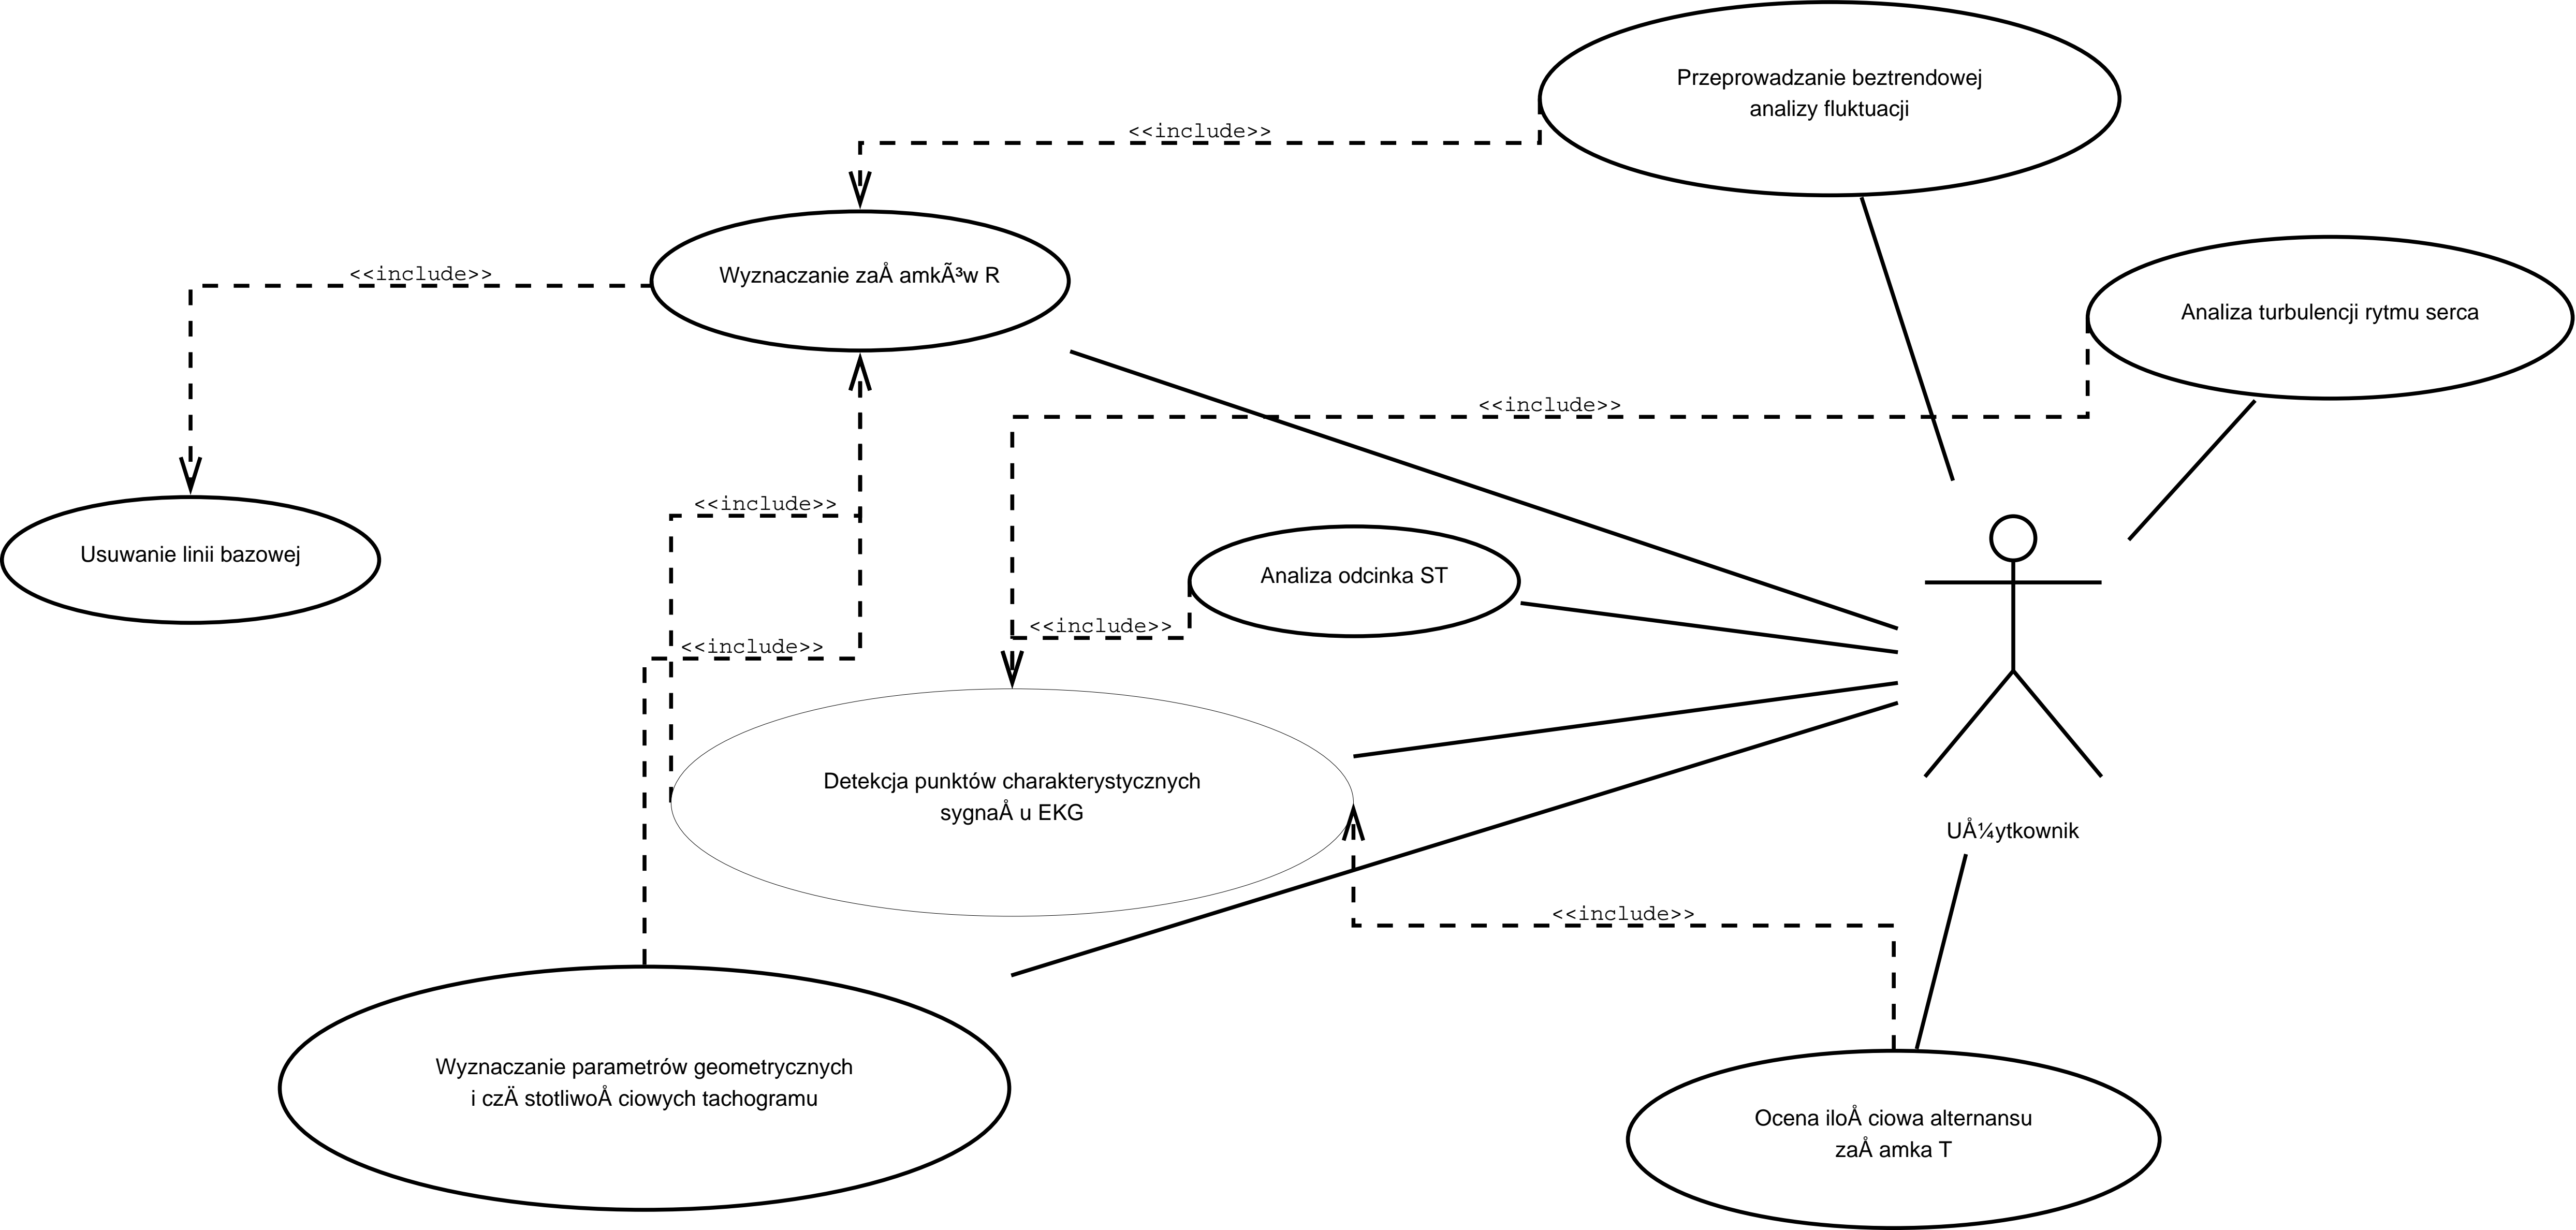 Przeprowadzanie beztrendowej
analizy fluktuacji
<<include>>
Wyznaczanie zaÅ amkÃ³w R
<<include>>
Analiza turbulencji rytmu serca
<<include>>
<<include>>
Usuwanie linii bazowej
Analiza odcinka ST
<<include>>
<<include>>
Detekcja punktów charakterystycznych
sygnaÅ u EKG
UÅ¼ytkownik
<<include>>
Wyznaczanie parametrów geometrycznych
i czÄ stotliwoÅ ciowych tachogramu
Ocena iloÅ ciowa alternansu
zaÅ amka T